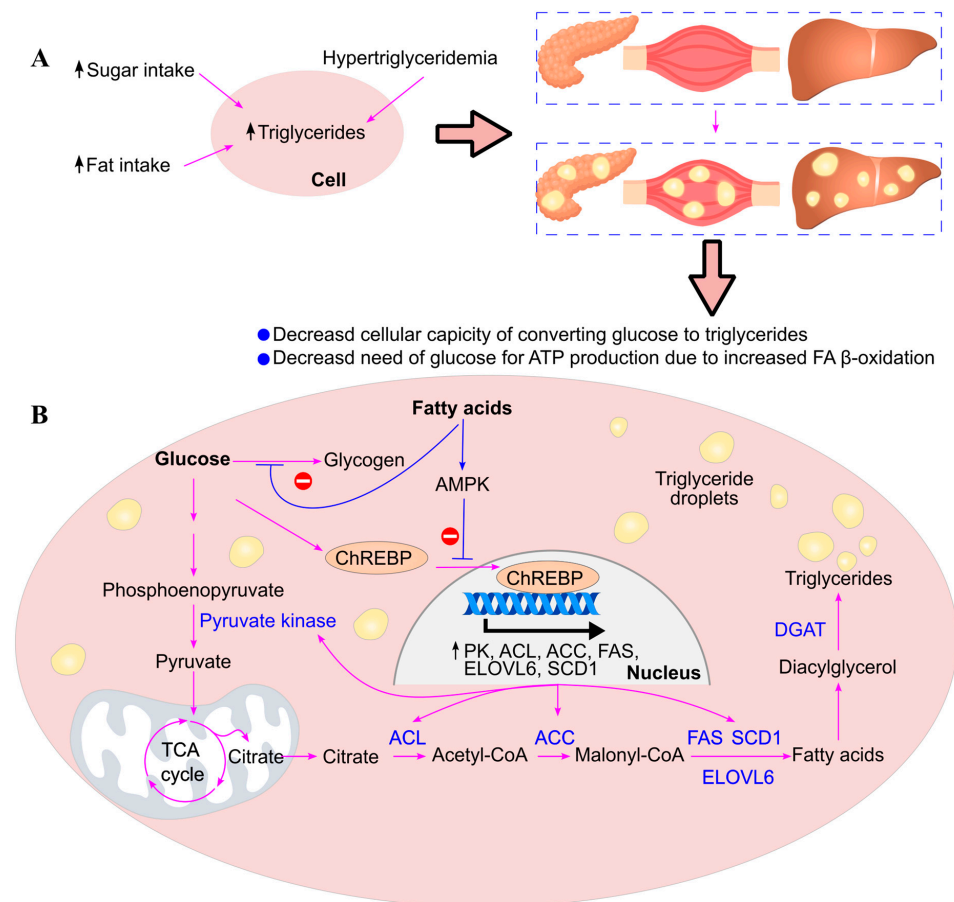 A
Sugar intake
Hypertriglyceridemia
Triglycerides
Fat intake
Cell
Decreasd cellular capicity of converting glucose to triglycerides
Decreasd need of glucose for ATP production due to increased FA β-oxidation
B
Fatty acids
Glucose
Glycogen
AMPK
Triglyceride
droplets
ChREBP
ChREBP
Phosphoenopyruvate
Triglycerides
Pyruvate kinase
DGAT
PK, ACL, ACC, FAS,
ELOVL6, SCD1
Nucleus
Pyruvate
Diacylglycerol
TCA
cycle
Citrate
Citrate
ACL
Acetyl-CoA
ACC
Malonyl-CoA
FAS SCD1
ELOVL6
Fatty acids